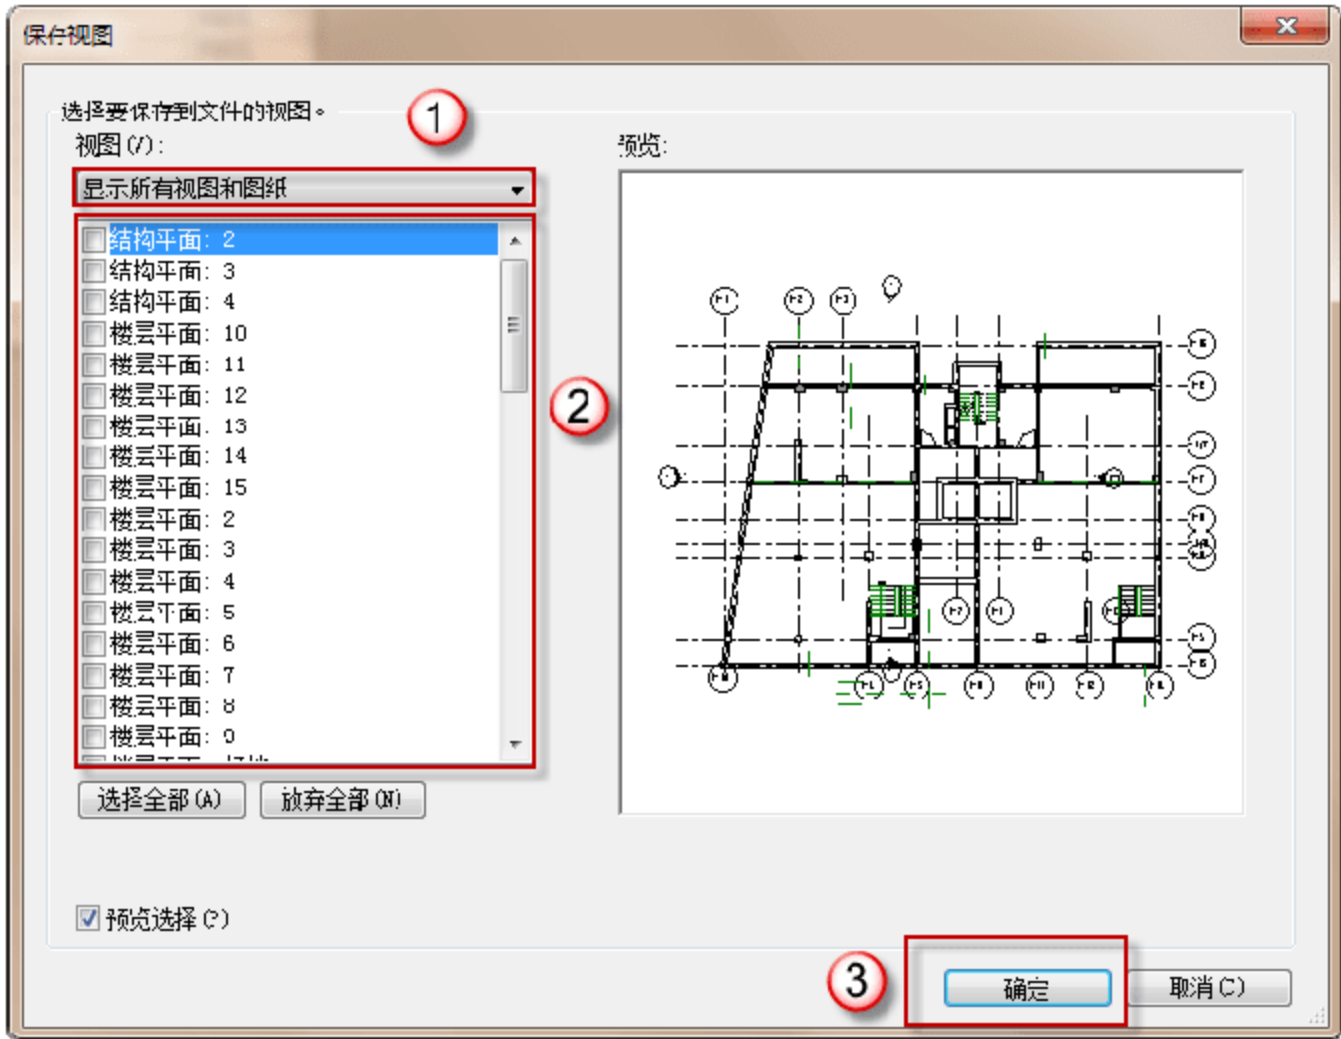 保存视图
选择要保存到文件的视图。
1
视图(V):
预览:
显示所有视图和图纸
结构平面: 2
结构平面: 3
结构平面: 4
楼层平面: 10
楼层平面: 11
楼层平面: 12
楼层平面: 13
楼层平面: 14
楼层平面: 15
楼层平面: 2
楼层平面: 3
楼层平面: 4
楼层平面: 5
楼层平面: 6
楼层平面: 7
楼层平面: 8
楼层平面: 9
2
选择全部(A)
放弃全部(N)
预览选择(P)
3
确定
取消(C)